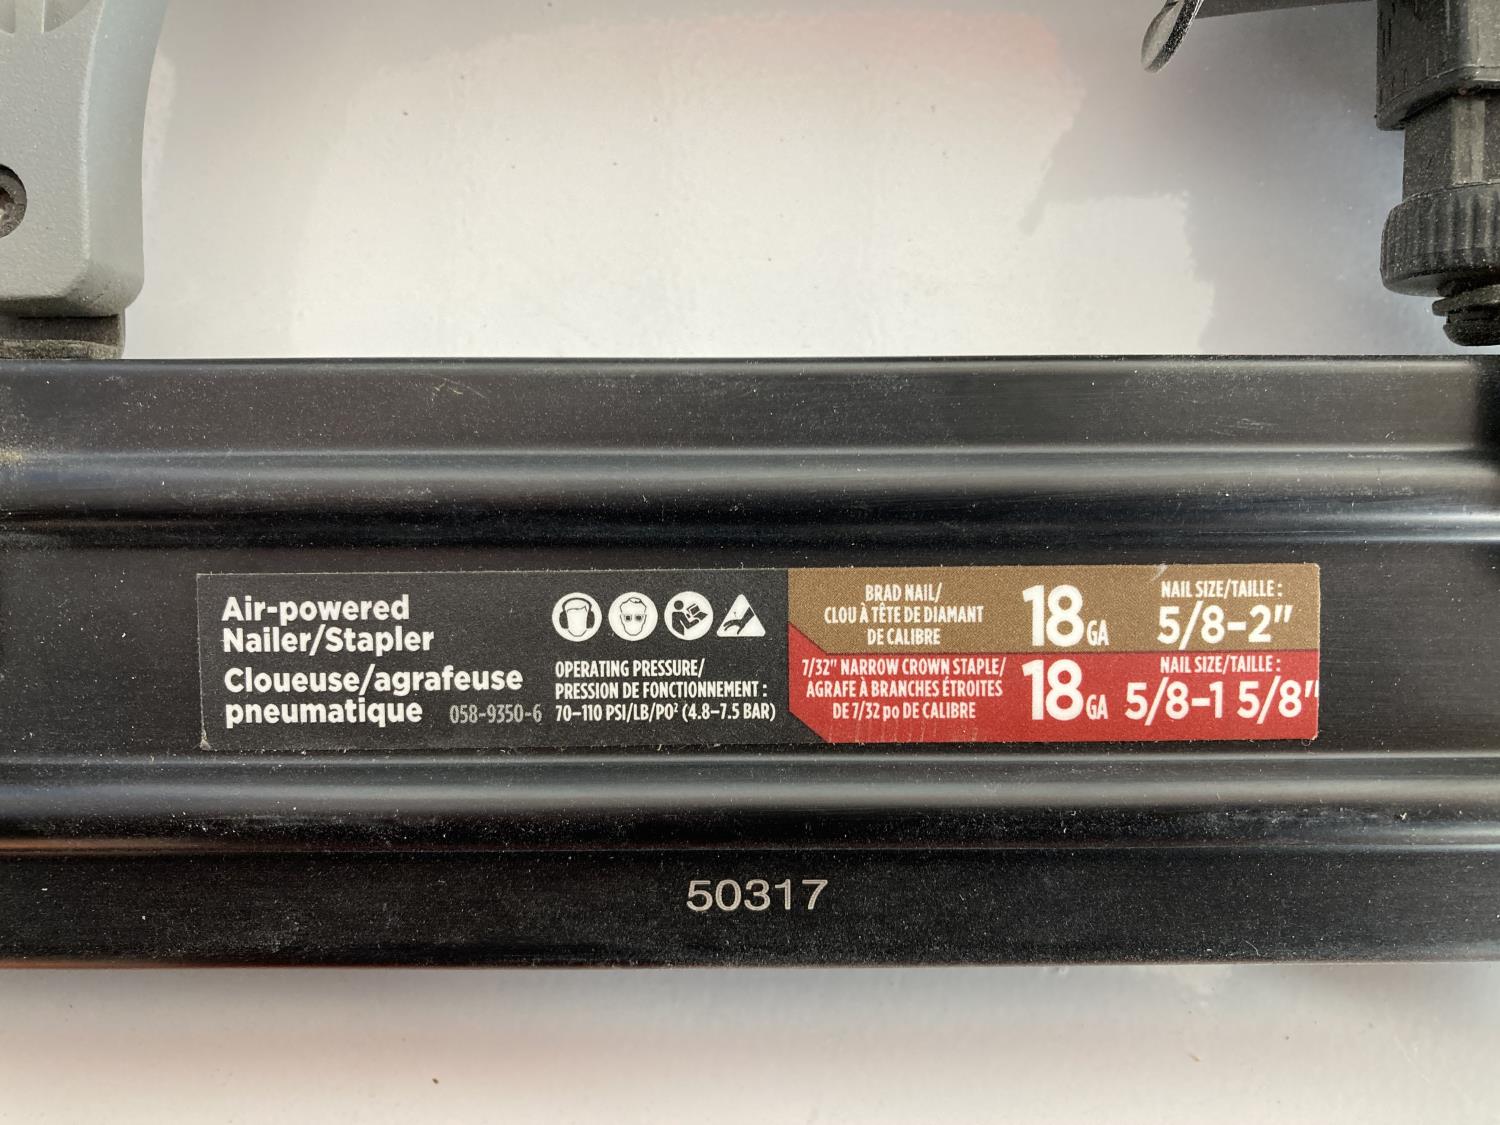 Air-powered
Nailer/Stapler
Cloueuse/agrafeuse
pneumatique 058-9350-6
OPERATING PRESSURE/
PRESSION DE FONCTIONNEMENT :
70–110 PSI/LB/PO² (4.8–7.5 BAR)
BRAD NAIL/
CLOU À TÊTE DE DIAMANT
DE CALIBRE
18GA
NAIL SIZE/TAILLE :
5/8–2"
7/32" NARROW CROWN STAPLE/
AGRAFE À BRANCHES ÉTROITES
DE 7/32 po DE CALIBRE
18GA
NAIL SIZE/TAILLE :
5/8–1 5/8"
50317